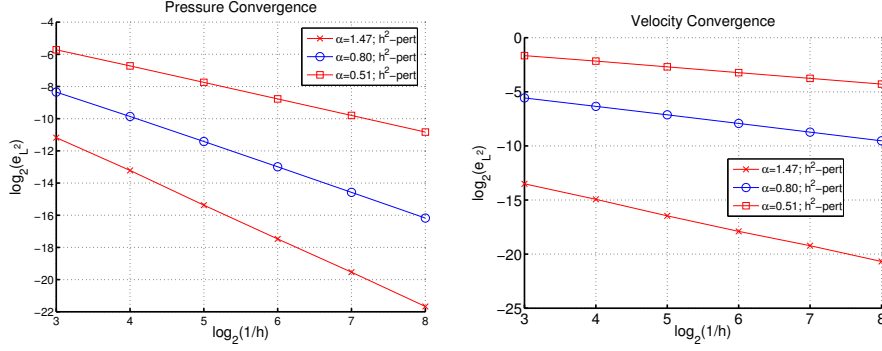 Pressure Convergence
−4
−6
−8
−10
−12
−14
−16
−18
−20
−22
log₂(e_L²)
α=1.47; h²−pert
α=0.80; h²−pert
α=0.51; h²−pert
3 4 5 6 7 8
log₂(1/h)
Velocity Convergence
0
−5
−10
−15
−20
−25
log₂(e_L²)
α=1.47; h²−pert
α=0.80; h²−pert
α=0.51; h²−pert
3 4 5 6 7 8
log₂(1/h)